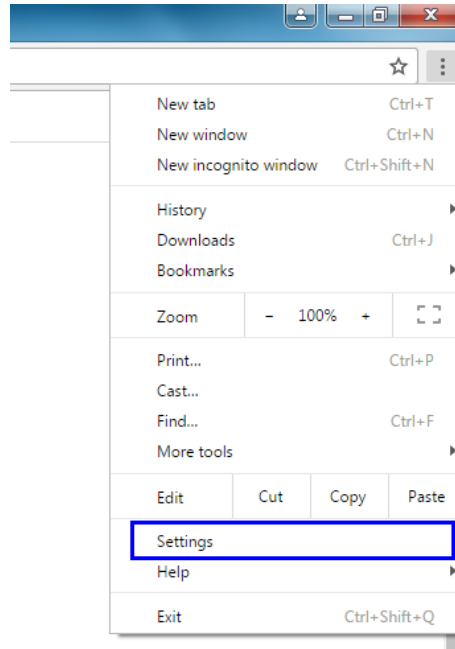 New tab Ctrl+T
New window Ctrl+N
New incognito window Ctrl+Shift+N
History
Downloads Ctrl+J
Bookmarks
Zoom - 100% +
Print... Ctrl+P
Cast...
Find... Ctrl+F
More tools
Edit Cut Copy Paste
Settings
Help
Exit Ctrl+Shift+Q